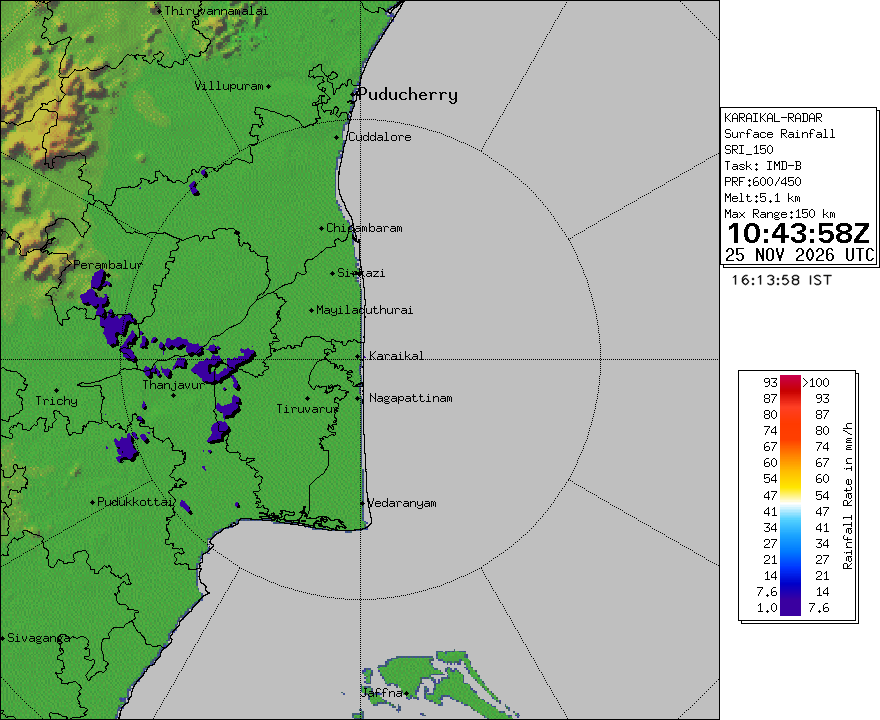 Thiruvannamalai
Villupuram
Puducherry
Cuddalore
Chidambaram
Perambalur
Sirkazi
Mayiladuthurai
Karaikal
Thanjavur
Trichy
Tiruvarur
Nagapattinam
Pudukkottai
Vedaranyam
Sivaganga
Jaffna
KARAIKAL-RADAR
Surface Rainfall
SRI_150
Task: IMD-B
PRF:600/450
Melt:5.1 km
Max Range:150 km
10:43:58Z
25 NOV 2026 UTC
16:13:58 IST
93 >100
87 93
80 87
74 80
67 74
60 67
54 60
47 54
41 47
34 41
27 34
21 27
14 21
7.6 14
1.0 7.6
Rainfall Rate in mm/h